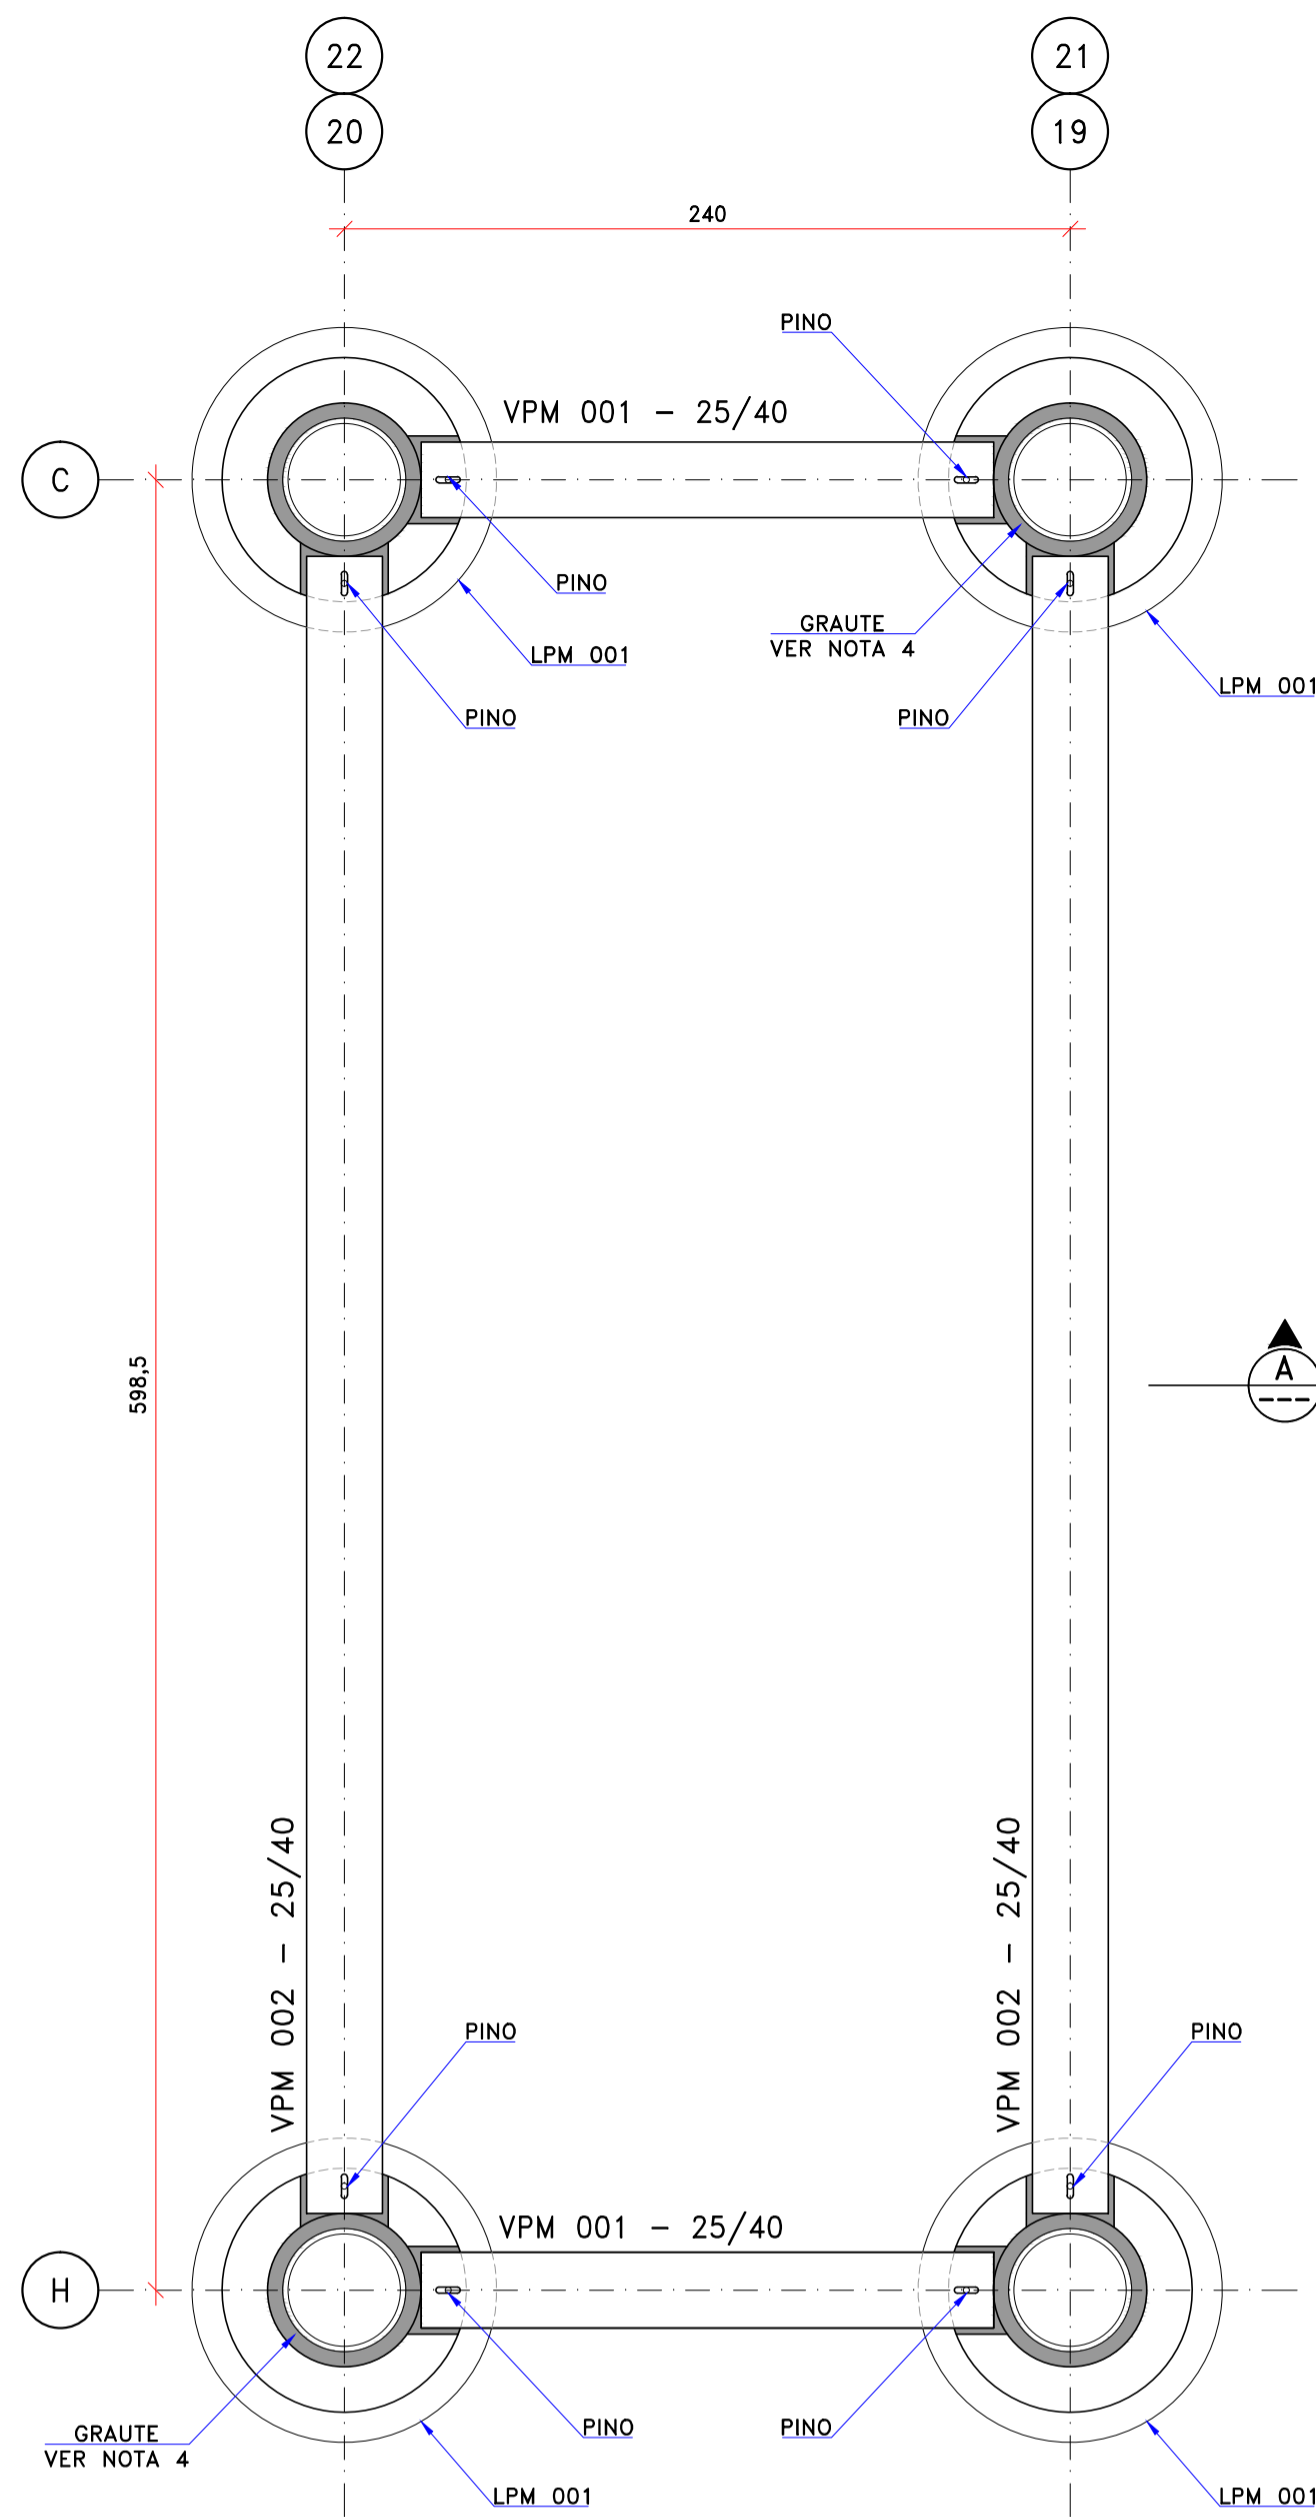 22
21
20
19
240
PINO
VPM 001 - 25/40
C
PINO
GRAUTE
VER NOTA 4
LPM 001
LPM 001
PINO
PINO
598,5
A
---
VPM 002 - 25/40
VPM 002 - 25/40
PINO
PINO
VPM 001 - 25/40
H
PINO
PINO
GRAUTE
VER NOTA 4
LPM 001
LPM 001